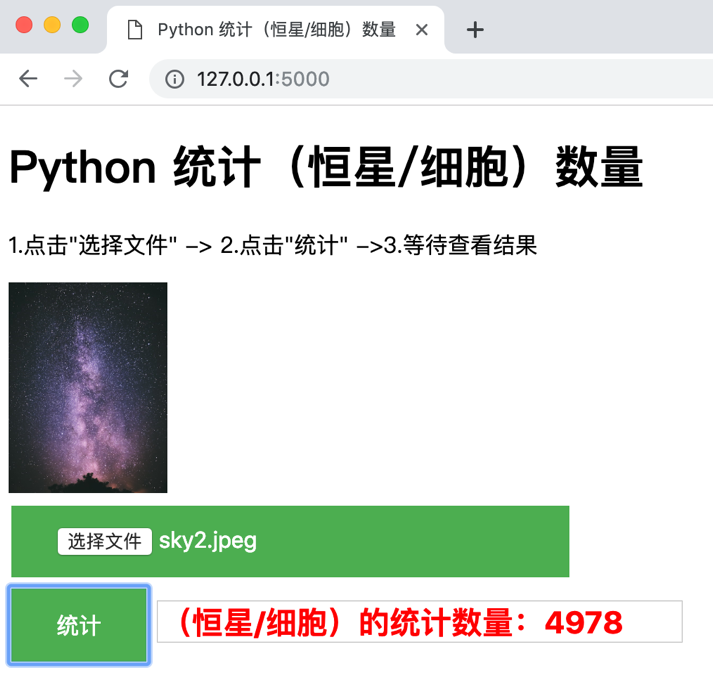 Python 统计（恒星/细胞）数量
127.0.0.1:5000
Python 统计（恒星/细胞）数量
1.点击"选择文件" –> 2.点击"统计" –>3.等待查看结果
选择文件 sky2.jpeg
统计 （恒星/细胞）的统计数量：4978